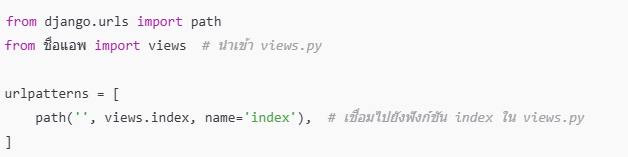 from django.urls import path
from ชื่อแอพ import views  # นำเข้า views.py
urlpatterns = [
    path('', views.index, name='index'),  # เชื่อมไปยังฟังก์ชัน index ใน views.py
]